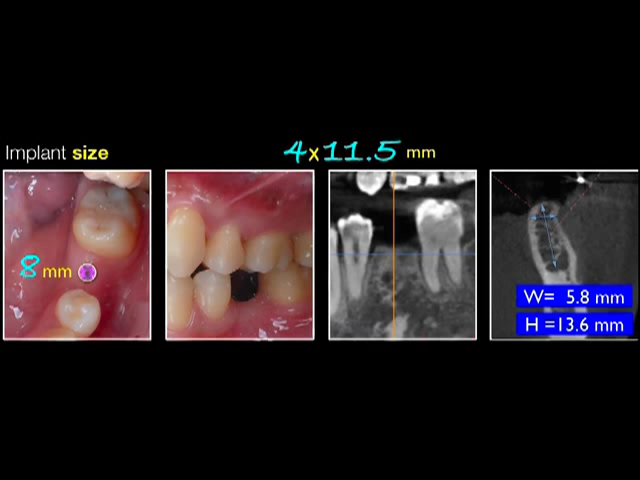 Implant size
4x11.5 mm
8 mm
W= 5.8 mm
H =13.6 mm